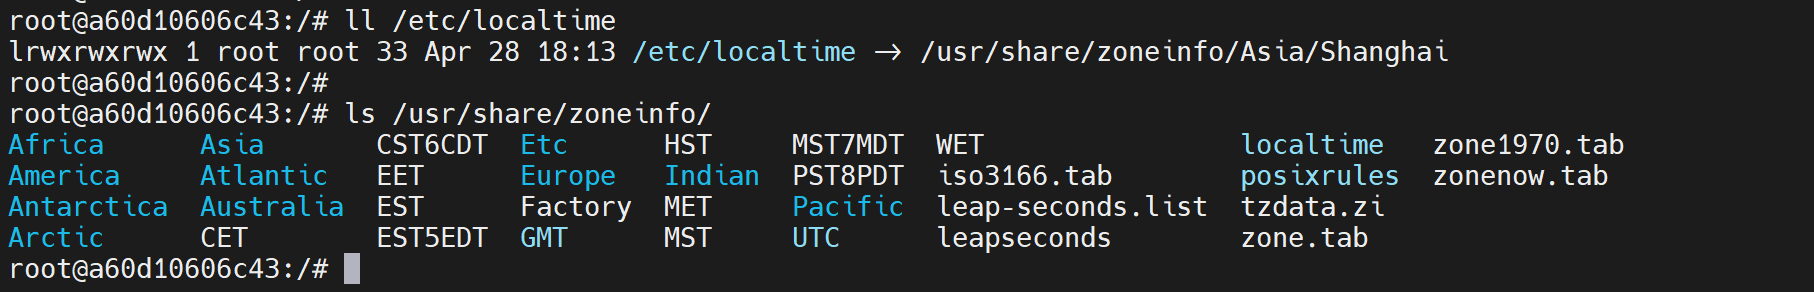 root@a60d10606c43:/# ll /etc/localtime
lrwxrwxrwx 1 root root 33 Apr 28 18:13 /etc/localtime -> /usr/share/zoneinfo/Asia/Shanghai
root@a60d10606c43:/#
root@a60d10606c43:/# ls /usr/share/zoneinfo/
Africa      Asia       CST6CDT  Etc      HST     MST7MDT  WET                localtime   zone1970.tab
America     Atlantic   EET      Europe   Indian  PST8PDT  iso3166.tab        posixrules  zonenow.tab
Antarctica  Australia  EST      Factory  MET     Pacific  leap-seconds.list  tzdata.zi
Arctic      CET        EST5EDT  GMT      MST     UTC      leapseconds        zone.tab
root@a60d10606c43:/#